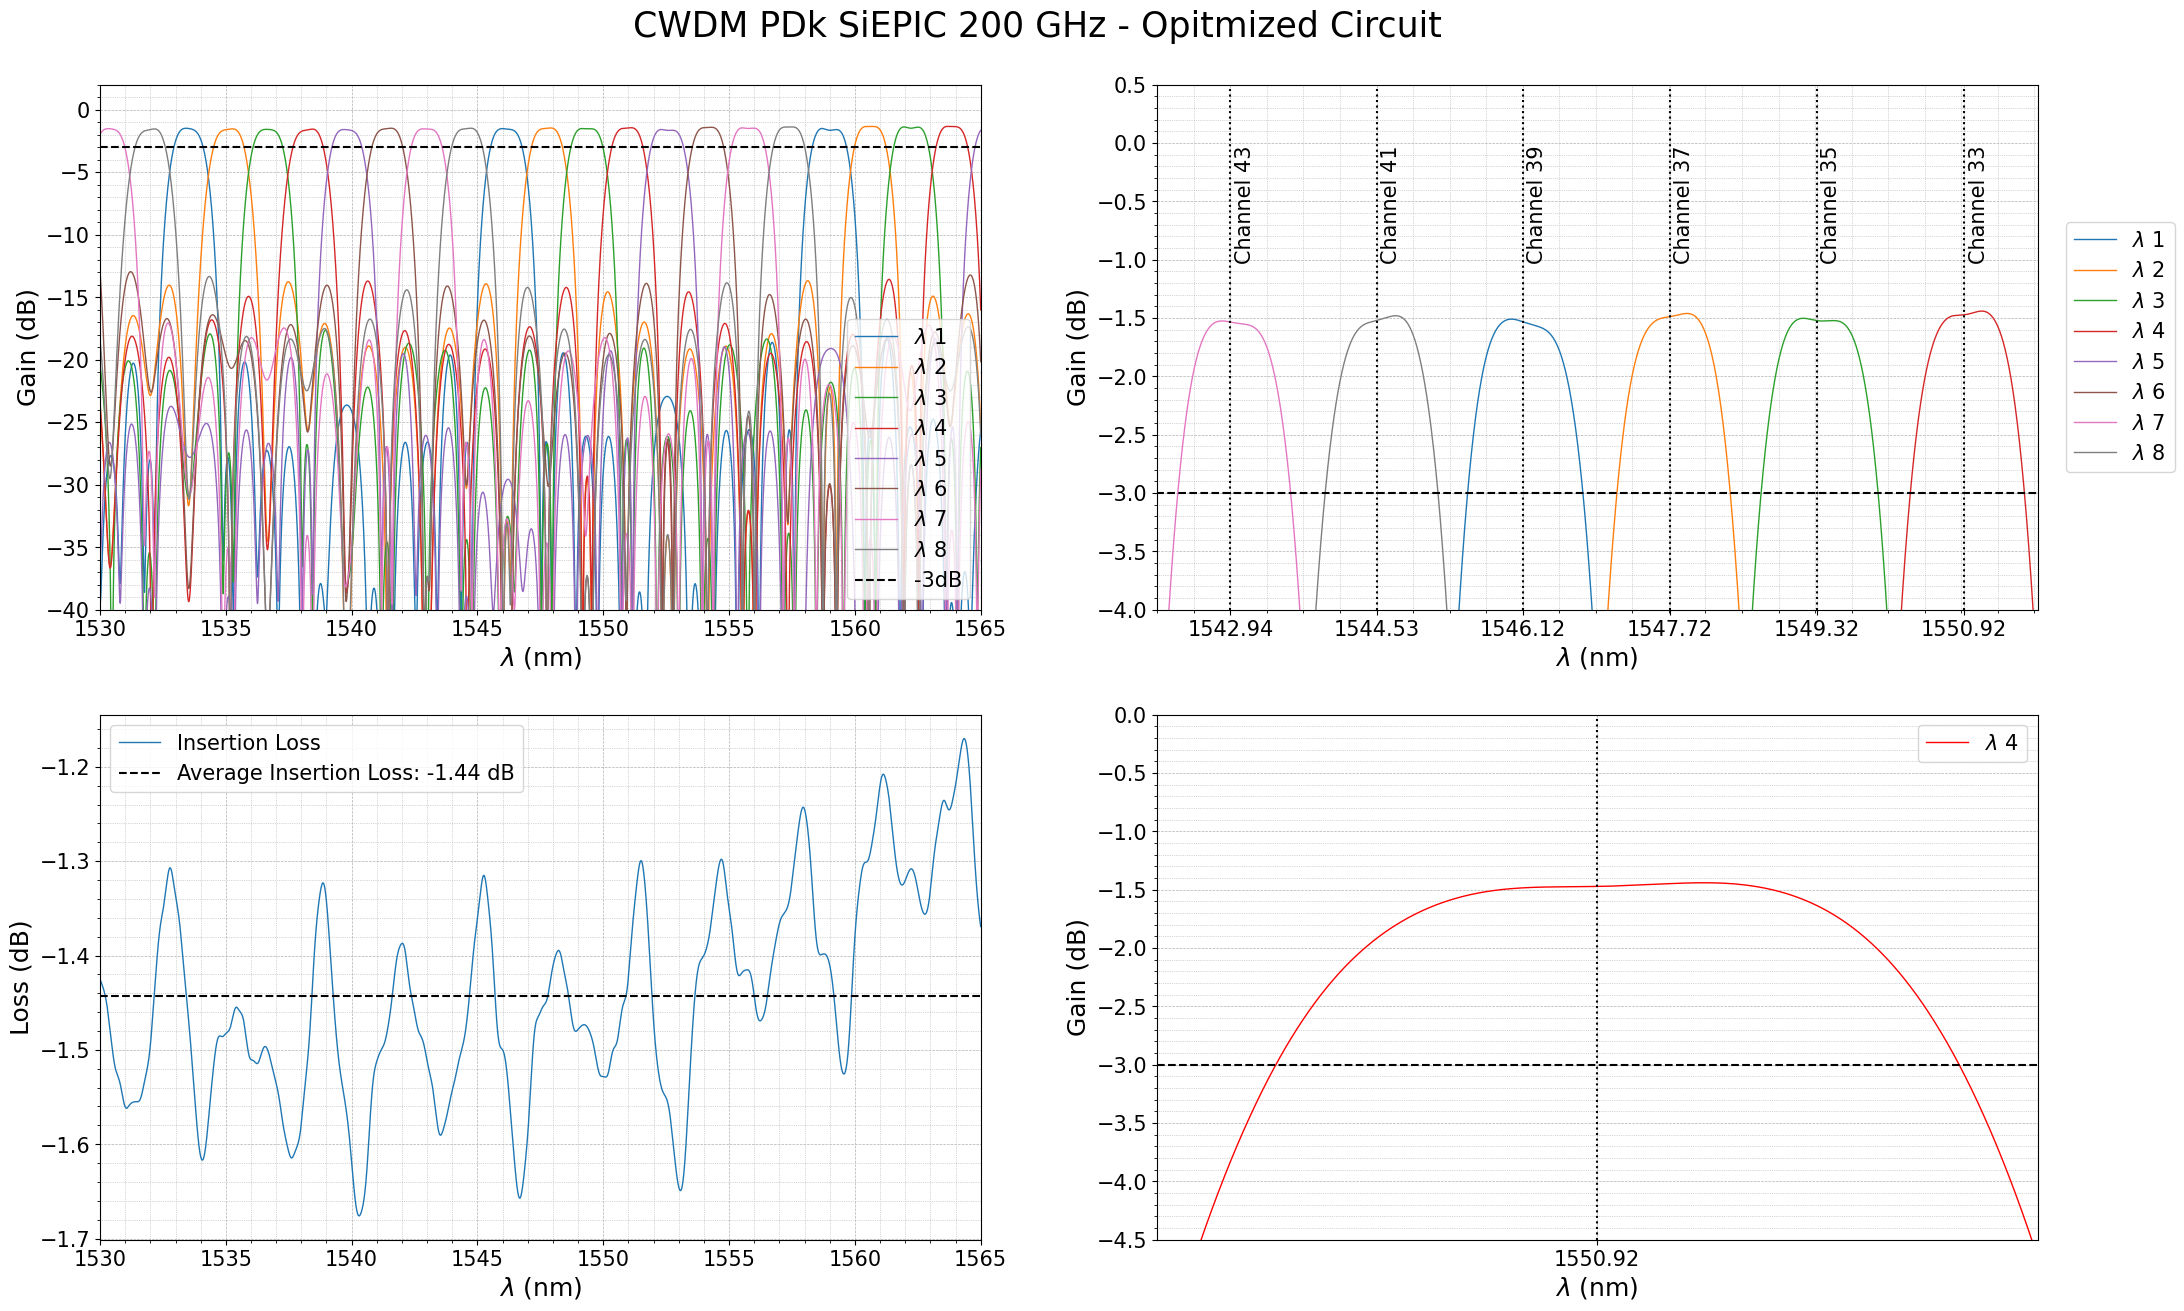 CWDM PDk SiEPIC 200 GHz - Opitmized Circuit
Gain (dB)
0
−5
−10
−15
−20
−25
−30
−35
−40
1530 1535 1540 1545 1550 1555 1560 1565
λ (nm)
λ 1
λ 2
λ 3
λ 4
λ 5
λ 6
λ 7
λ 8
-3dB
Gain (dB)
0.5
0.0
−0.5
−1.0
−1.5
−2.0
−2.5
−3.0
−3.5
−4.0
Channel 43
Channel 41
Channel 39
Channel 37
Channel 35
Channel 33
1542.94 1544.53 1546.12 1547.72 1549.32 1550.92
λ (nm)
λ 1
λ 2
λ 3
λ 4
λ 5
λ 6
λ 7
λ 8
Loss (dB)
−1.2
−1.3
−1.4
−1.5
−1.6
−1.7
Insertion Loss
Average Insertion Loss: -1.44 dB
1530 1535 1540 1545 1550 1555 1560 1565
λ (nm)
Gain (dB)
0.0
−0.5
−1.0
−1.5
−2.0
−2.5
−3.0
−3.5
−4.0
−4.5
λ 4
1550.92
λ (nm)